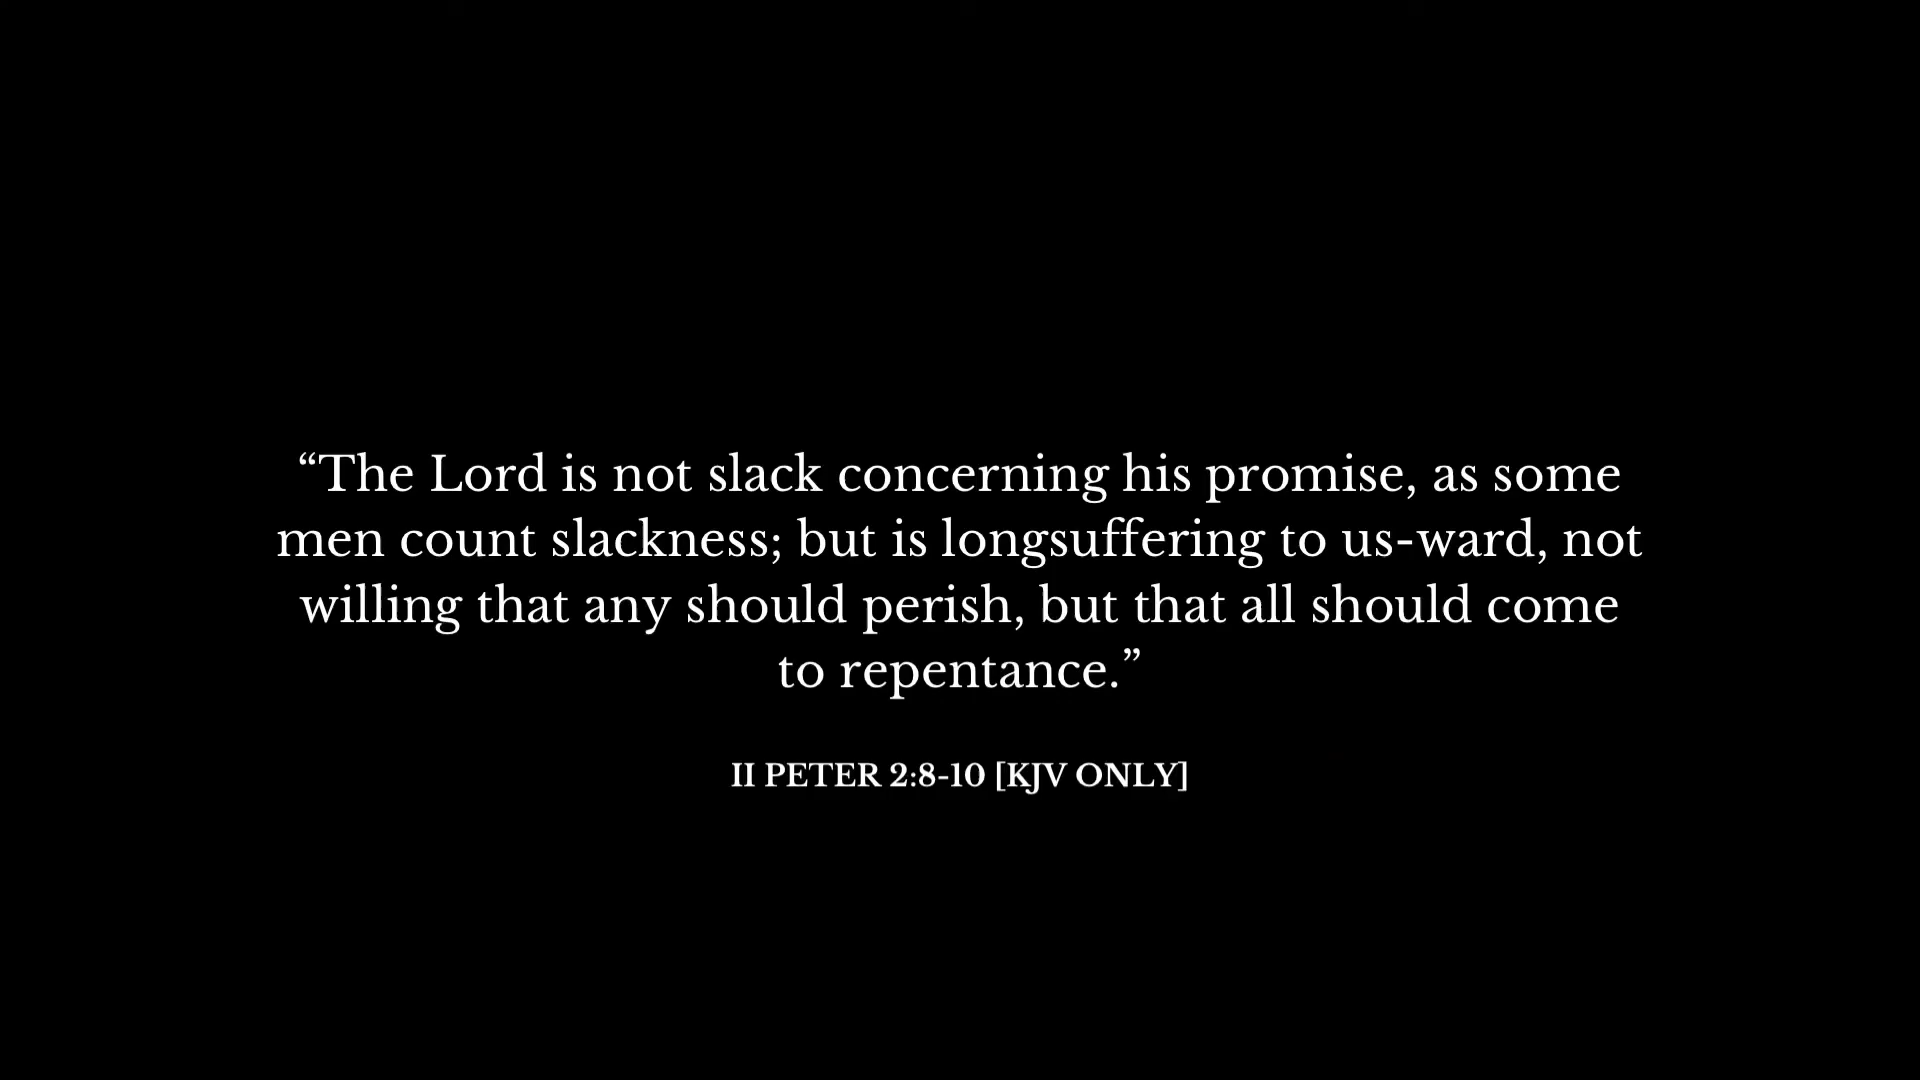 “The Lord is not slack concerning his promise, as some
men count slackness; but is longsuffering to us-ward, not
willing that any should perish, but that all should come
to repentance.”
II PETER 2:8-10 [KJV ONLY]